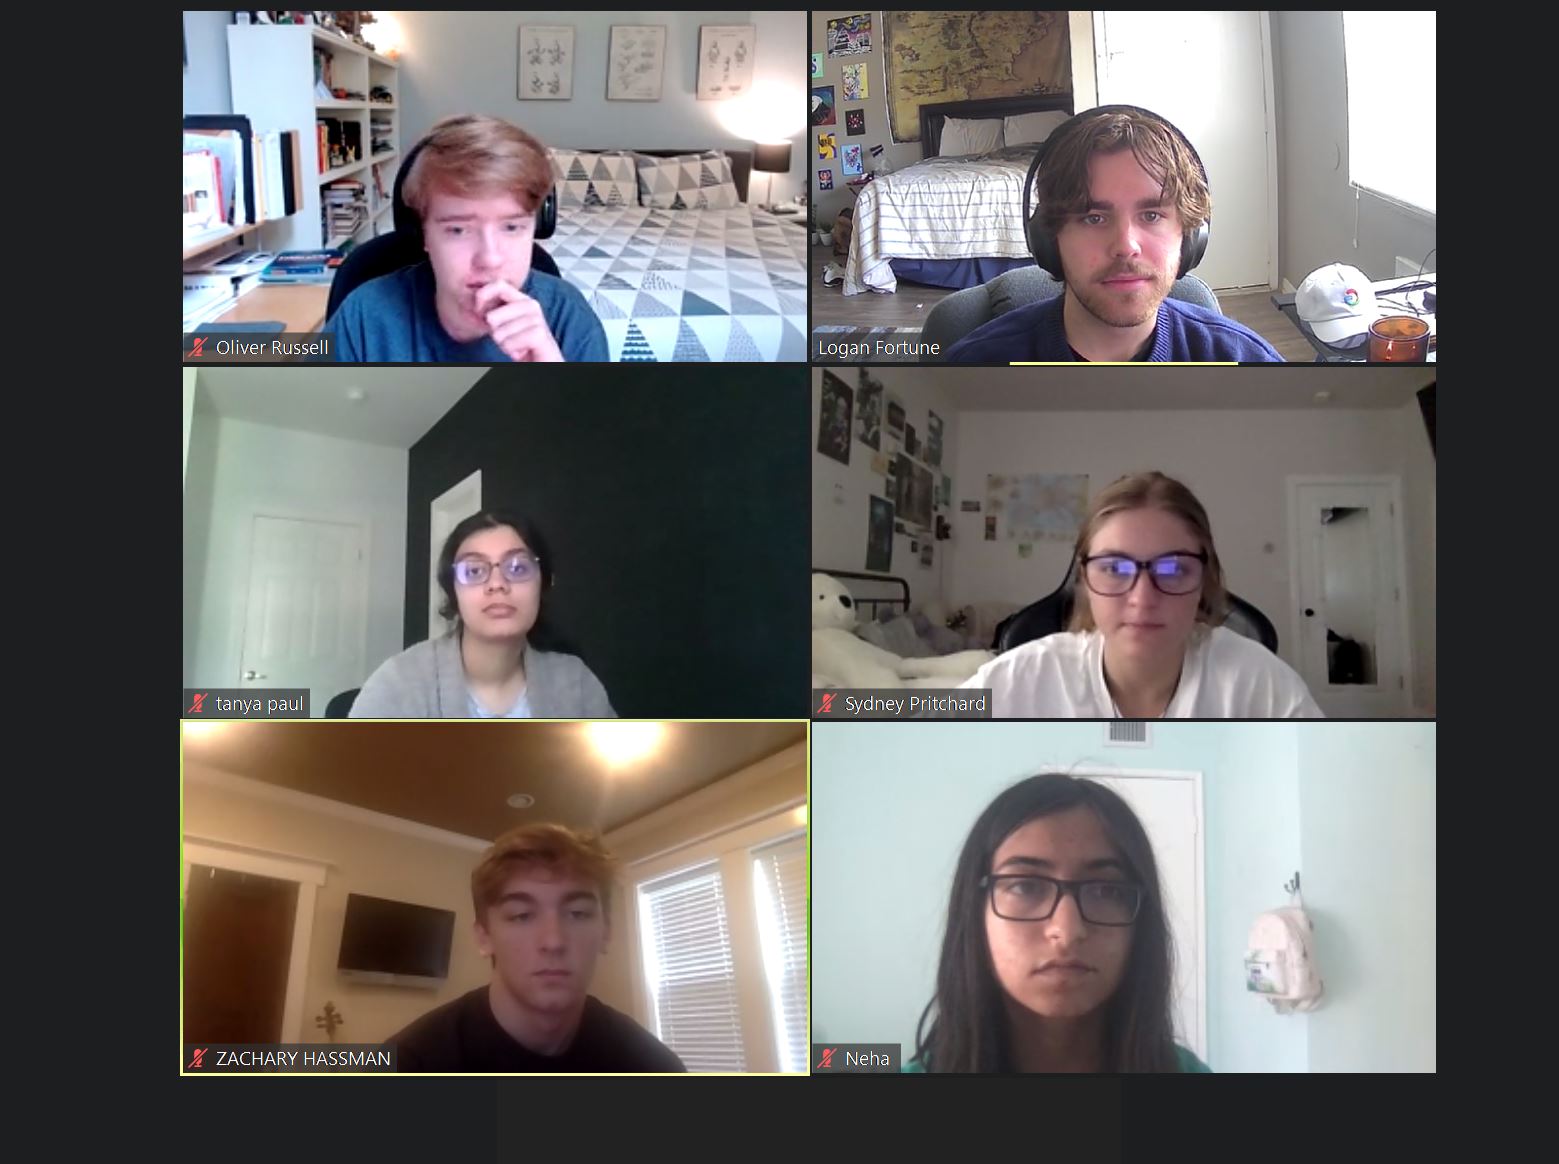 Oliver Russell
Logan Fortune
tanya paul
Sydney Pritchard
ZACHARY HASSMAN
Neha